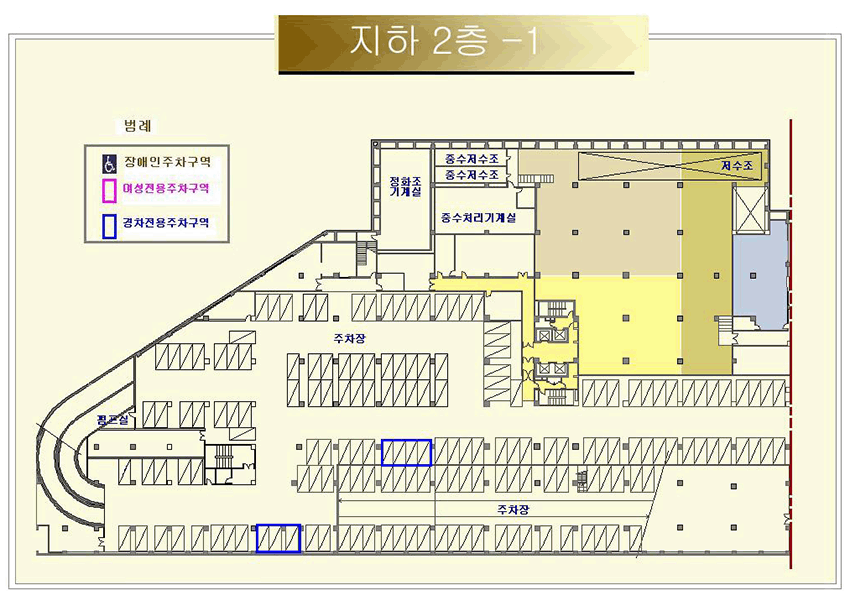 지하 2층 -1
범례
장애인주차구역
여성전용주차구역
경차전용주차구역
정화조
기계실
중수저수조
중수저수조
중수처리기계실
저수조
주차장
펌프실
주차장